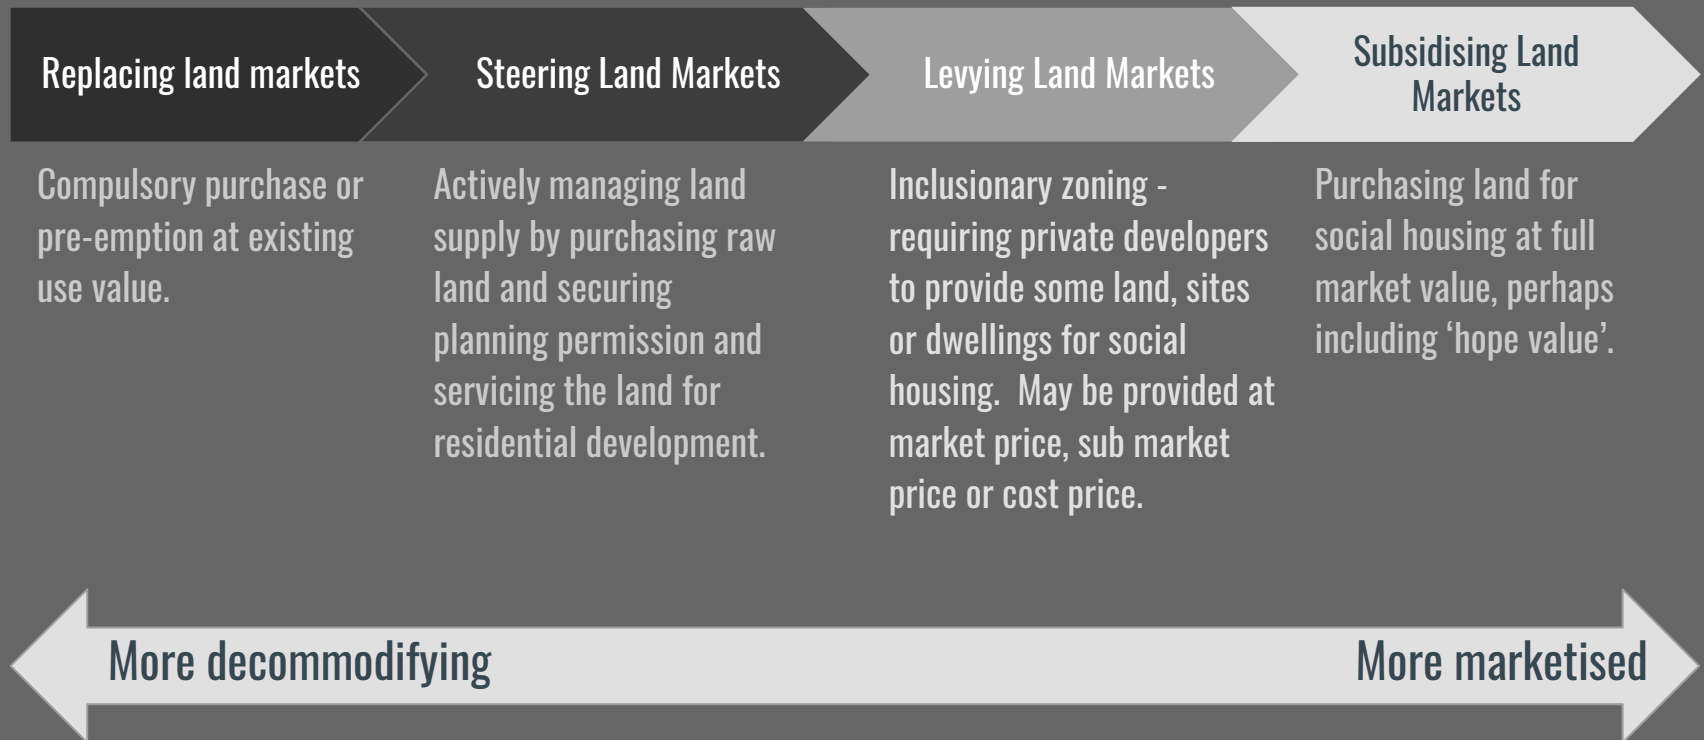 Replacing land markets
Steering Land Markets
Levying Land Markets
Subsidising Land
Markets
Compulsory purchase or
pre-emption at existing
use value.
Actively managing land
supply by purchasing raw
land and securing
planning permission and
servicing the land for
residential development.
Inclusionary zoning -
requiring private developers
to provide some land, sites
or dwellings for social
housing.  May be provided at
market price, sub market
price or cost price.
Purchasing land for
social housing at full
market value, perhaps
including ‘hope value’.
More decommodifying
More marketised